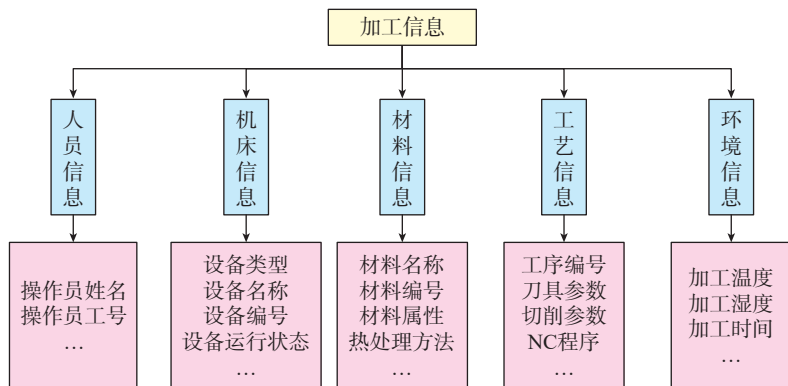 加工信息
人员信息
机床信息
材料信息
工艺信息
环境信息
操作员姓名
操作员工号
…
设备类型
设备名称
设备编号
设备运行状态
…
材料名称
材料编号
材料属性
热处理方法
…
工序编号
刀具参数
切削参数
NC程序
…
加工温度
加工湿度
加工时间
…